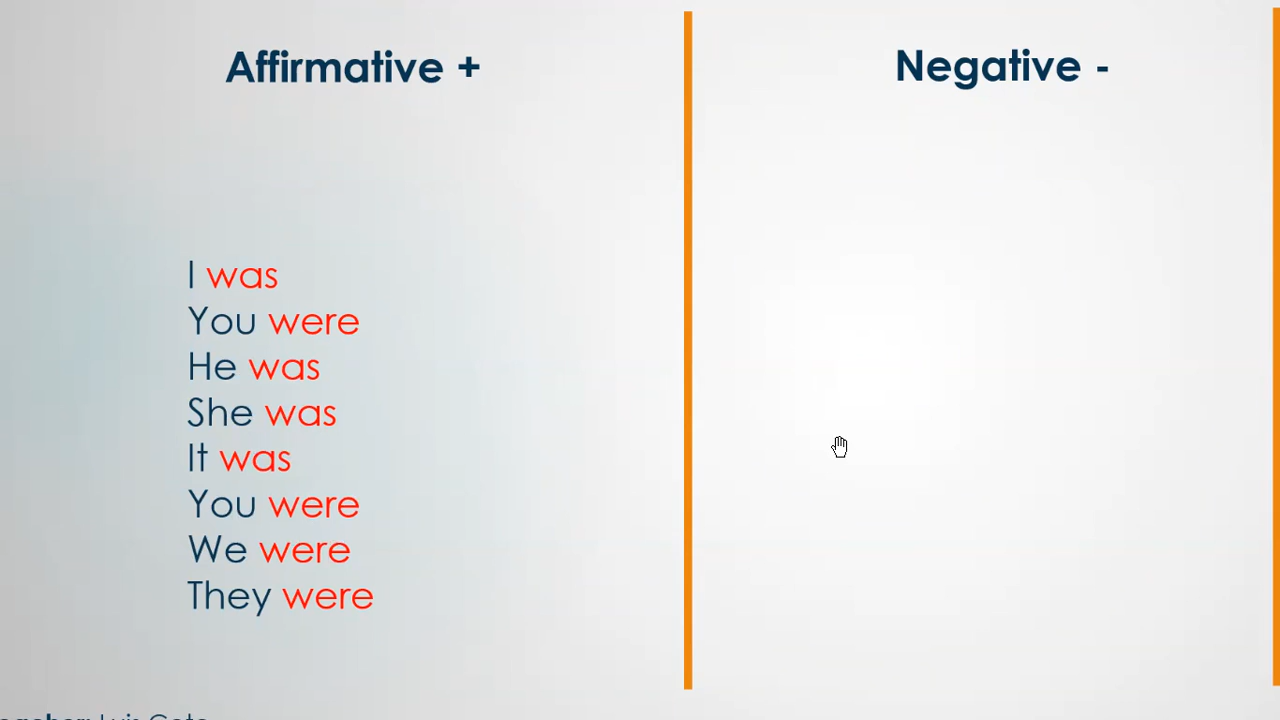 Affirmative +
Negative -
I was
You were
He was
She was
It was
You were
We were
They were